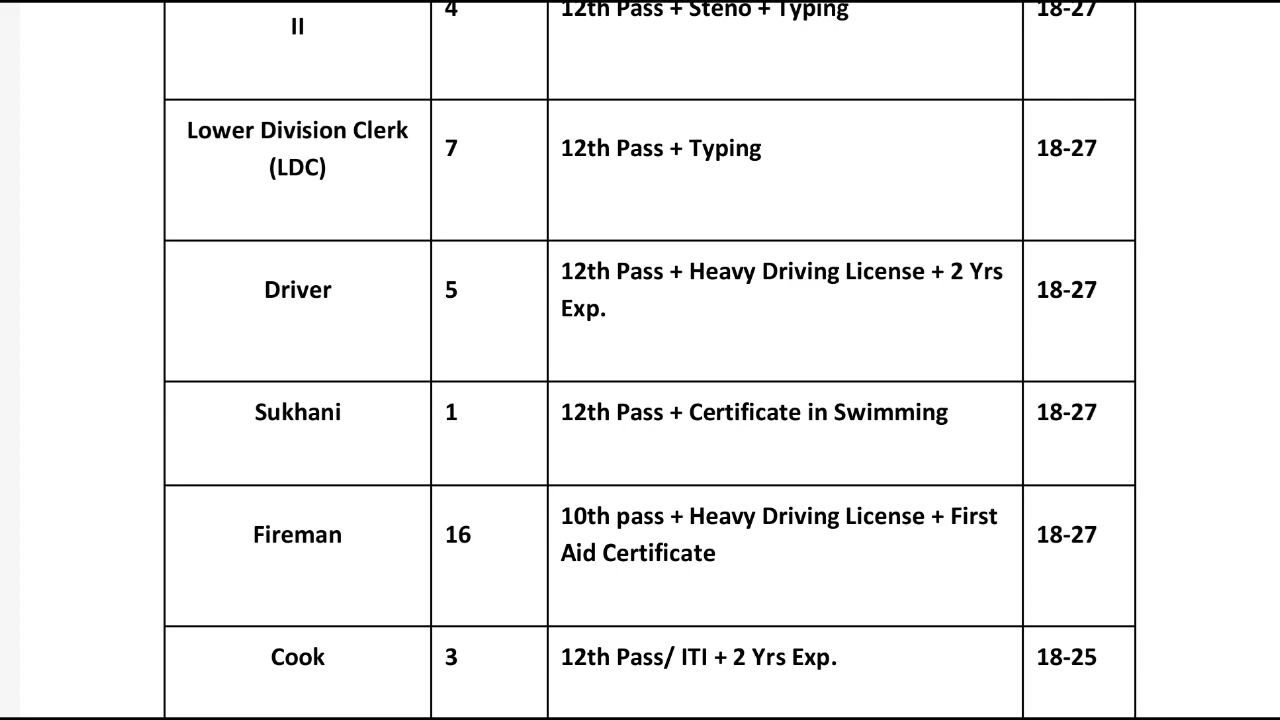 II
4
12th Pass + Steno + Typing
18-27
Lower Division Clerk
(LDC)
7
12th Pass + Typing
18-27
Driver
5
12th Pass + Heavy Driving License + 2 Yrs
Exp.
18-27
Sukhani
1
12th Pass + Certificate in Swimming
18-27
Fireman
16
10th pass + Heavy Driving License + First
Aid Certificate
18-27
Cook
3
12th Pass/ ITI + 2 Yrs Exp.
18-25